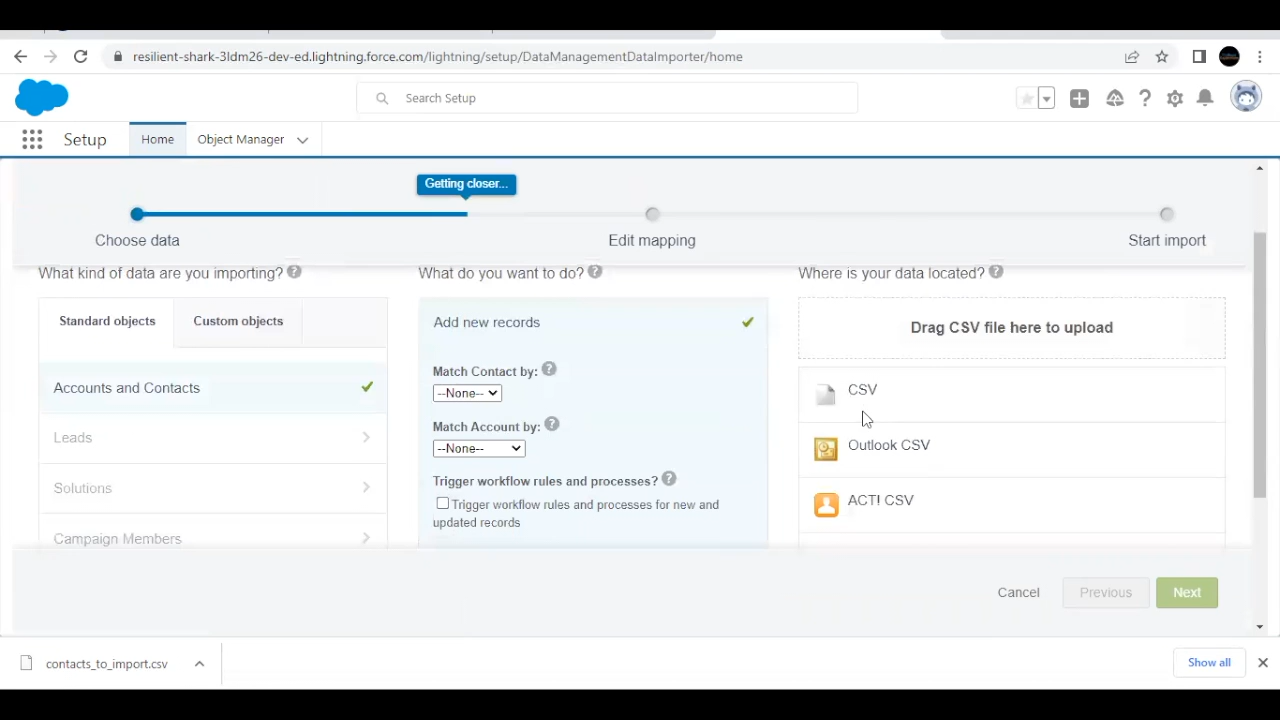 resilient-shark-3ldm26-dev-ed.lightning.force.com/lightning/setup/DataManagementDataImporter/home
Search Setup
Setup
Home
Object Manager
Getting closer...
Choose data
Edit mapping
Start import
What kind of data are you importing? ?
What do you want to do? ?
Where is your data located? ?
Standard objects
Custom objects
Accounts and Contacts
Leads
Solutions
Campaign Members
Add new records
Match Contact by: ?
--None--
Match Account by: ?
--None--
Trigger workflow rules and processes? ?
Trigger workflow rules and processes for new and
updated records
Drag CSV file here to upload
CSV
Outlook CSV
ACT! CSV
Cancel
Previous
Next
contacts_to_import.csv
Show all